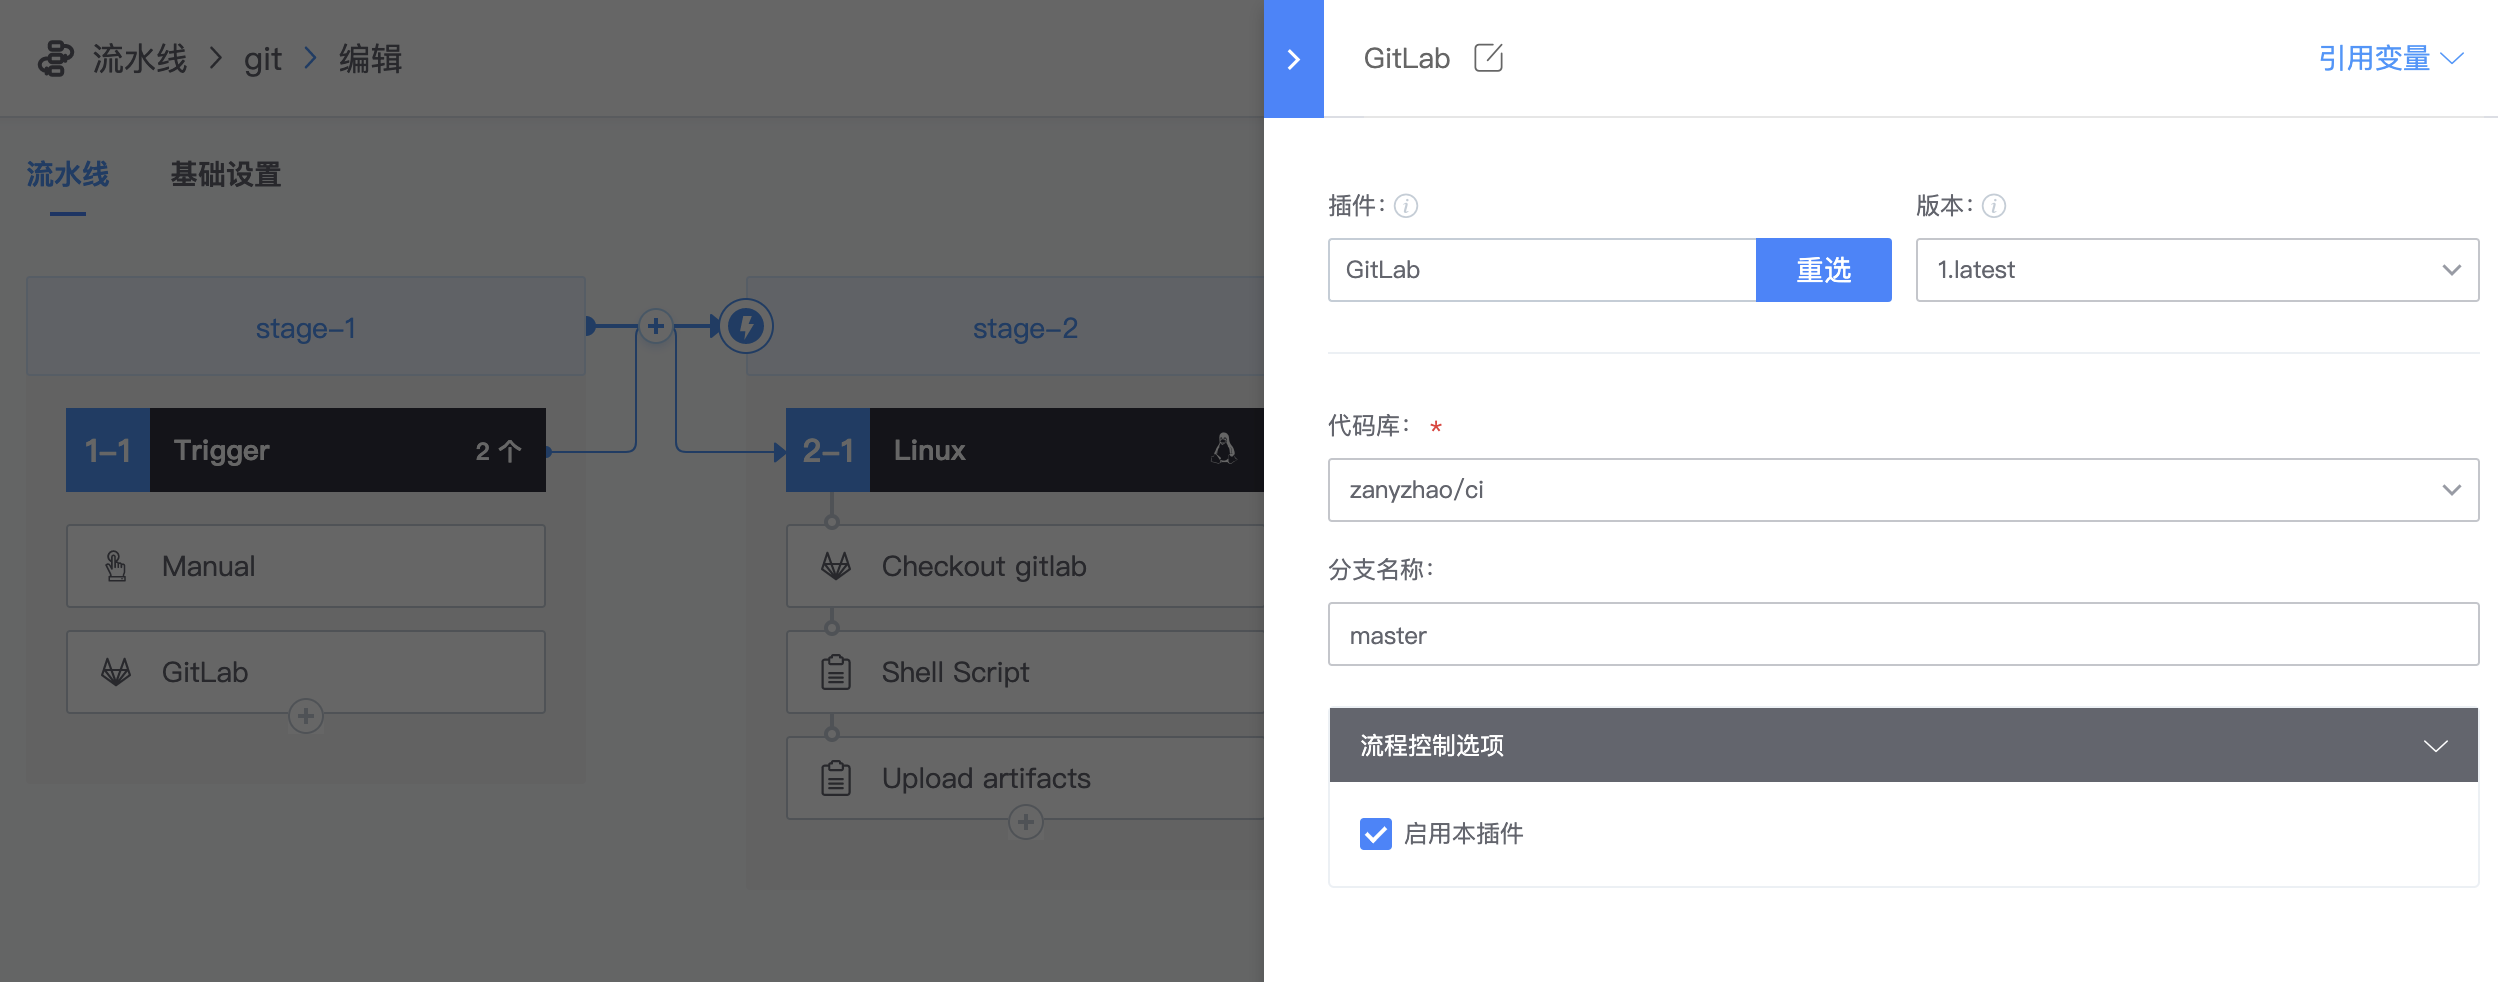 流水线 git 编辑
流水线 基础设置
stage-1
1-1 Trigger 2 个
Manual
GitLab
stage-2
2-1 Linux
Checkout gitlab
Shell Script
Upload artifacts
GitLab 引用变量
插件: 版本:
GitLab 重选 1.latest
代码库: *
zanyzhao/ci
分支名称:
master
流程控制选项
启用本插件